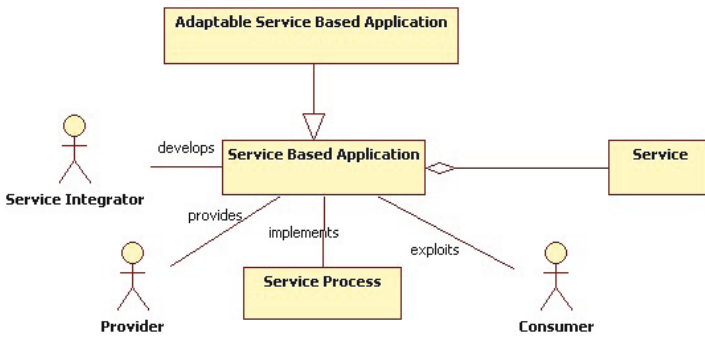 Adaptable Service Based Application
develops
Service Based Application
Service
Service Integrator
provides
implements
exploits
Service Process
Provider
Consumer